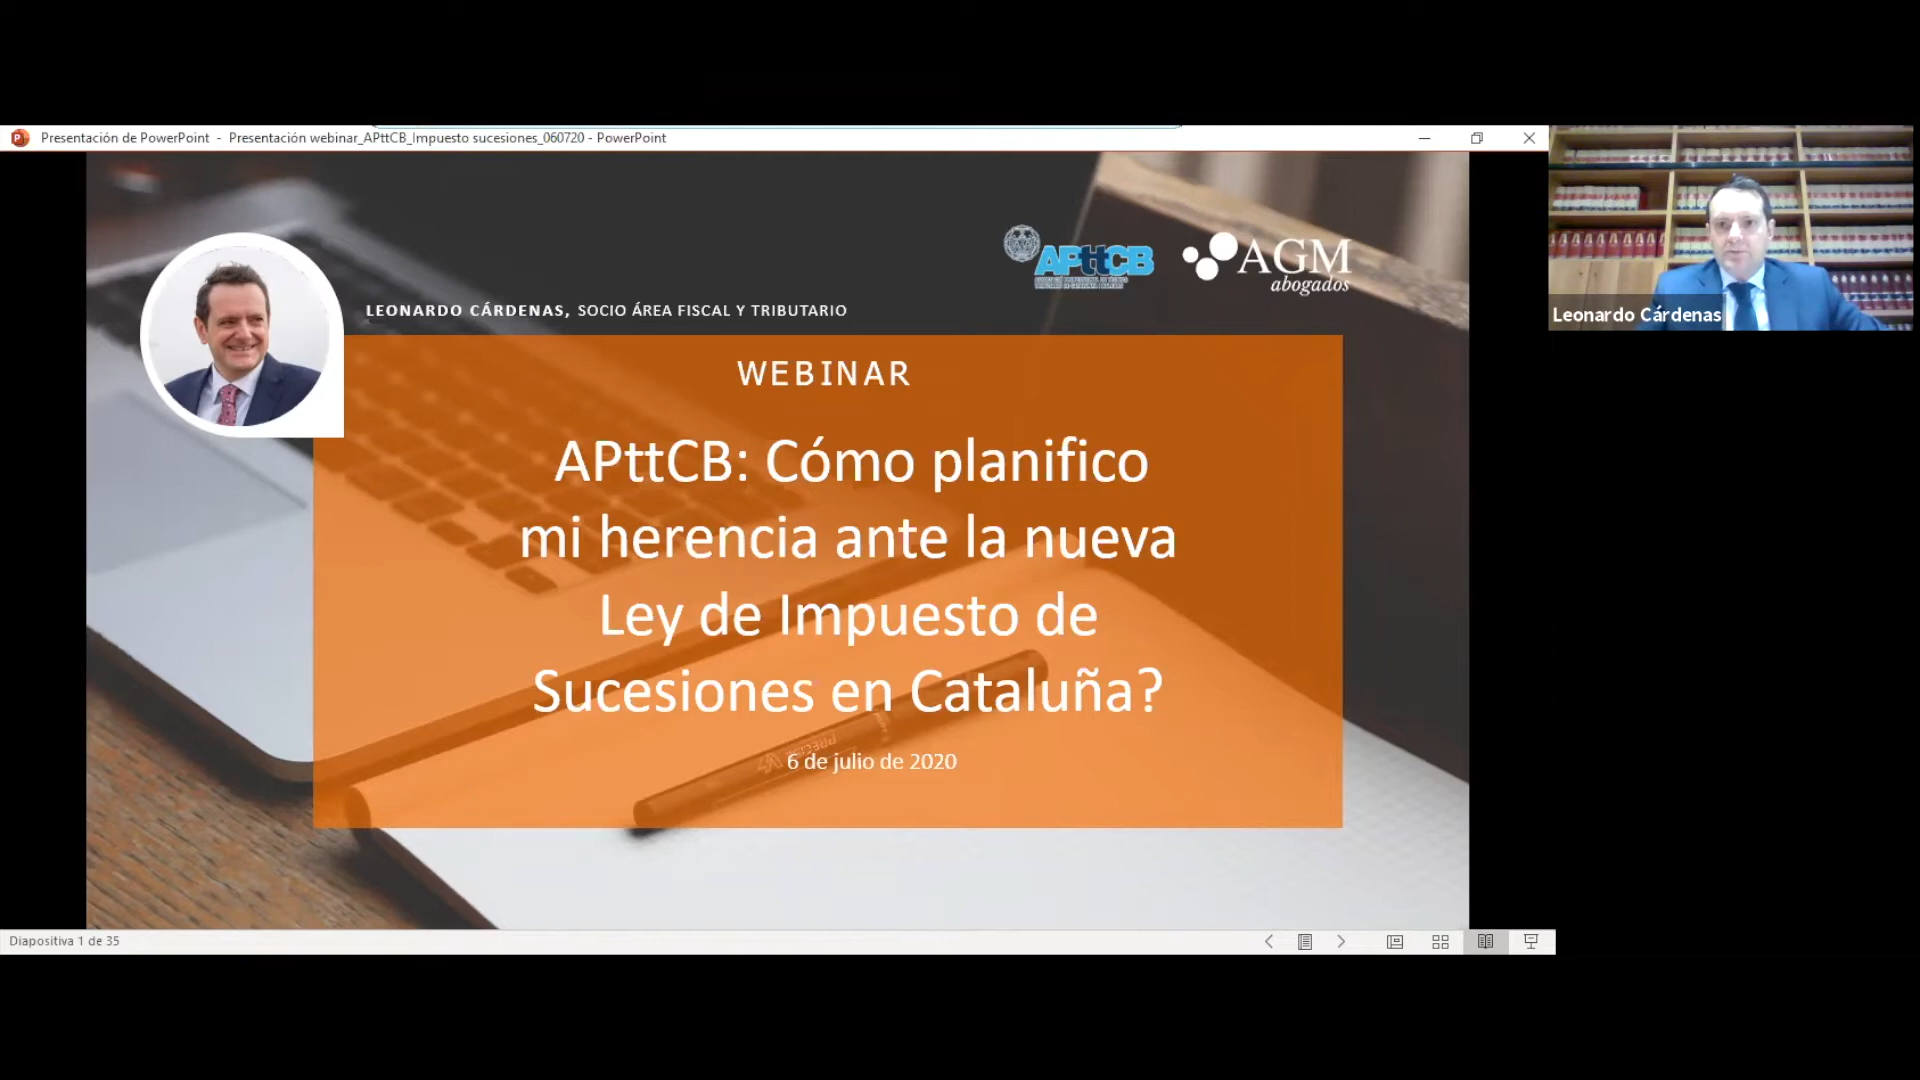 Presentación de PowerPoint - Presentación webinar_APttCB_Impuesto sucesiones_060720 - PowerPoint
APttCB
AGM
abogados
LEONARDO CÁRDENAS, SOCIO ÁREA FISCAL Y TRIBUTARIO
Leonardo Cárdenas
WEBINAR
APttCB: Cómo planifico
mi herencia ante la nueva
Ley de Impuesto de
Sucesiones en Cataluña?
6 de julio de 2020
Diapositiva 1 de 35